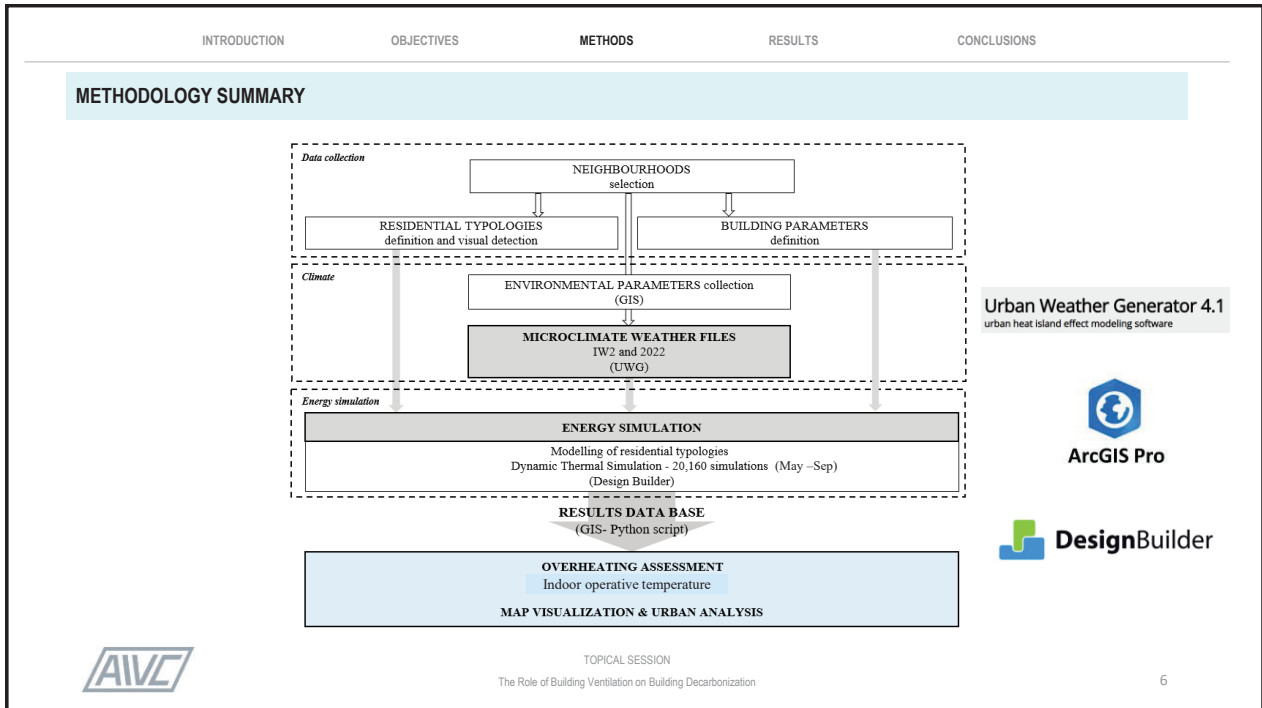 INTRODUCTION OBJECTIVES METHODS RESULTS CONCLUSIONS
METHODOLOGY SUMMARY
Data collection
NEIGHBOURHOODS
selection
RESIDENTIAL TYPOLOGIES
definition and visual detection
BUILDING PARAMETERS
definition
Climate
ENVIRONMENTAL PARAMETERS collection
(GIS)
MICROCLIMATE WEATHER FILES
IW2 and 2022
(UWG)
Energy simulation
ENERGY SIMULATION
Modelling of residential typologies
Dynamic Thermal Simulation - 20,160 simulations (May –Sep)
(Design Builder)
RESULTS DATA BASE
(GIS- Python script)
OVERHEATING ASSESSMENT
Indoor operative temperature
MAP VISUALIZATION & URBAN ANALYSIS
Urban Weather Generator 4.1
urban heat island effect modeling software
ArcGIS Pro
DesignBuilder
AIVC
TOPICAL SESSION
The Role of Building Ventilation on Building Decarbonization
6